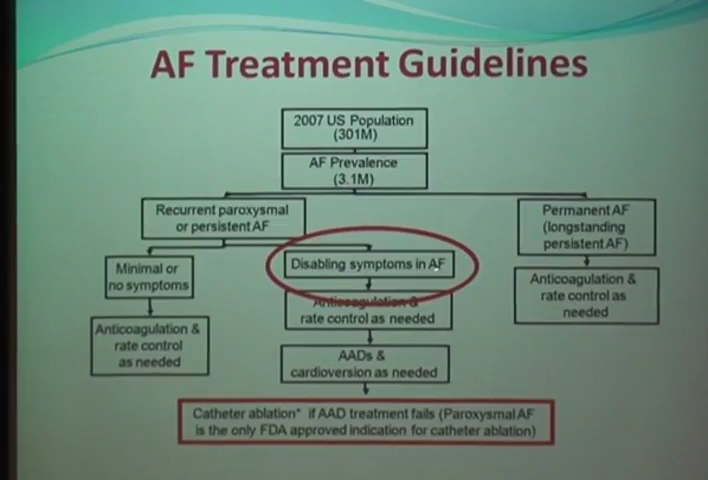 AF Treatment Guidelines
2007 US Population
(301M)
AF Prevalence
(3.1M)
Recurrent paroxysmal
or persistent AF
Permanent AF
(longstanding
persistent AF)
Minimal or
no symptoms
Disabling symptoms in AF
Anticoagulation &
rate control as
needed
Anticoagulation &
rate control as needed
Anticoagulation &
rate control
as needed
AADs &
cardioversion as needed
Catheter ablation* if AAD treatment fails (Paroxysmal AF
is the only FDA approved indication for catheter ablation)